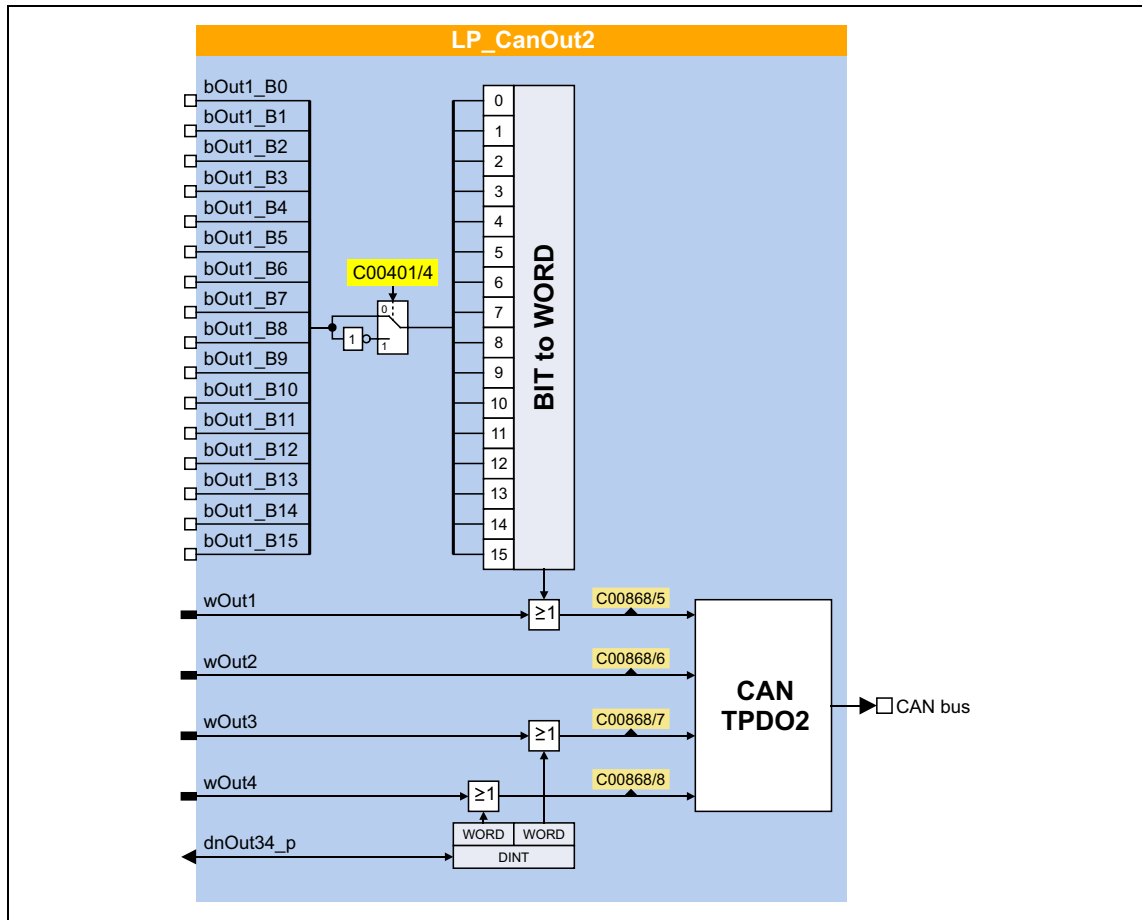 LP_CanOut2
bOut1_B0
0
bOut1_B1
1
bOut1_B2
2
bOut1_B3
3
bOut1_B4
4
bOut1_B5
5
bOut1_B6
6
C00401/4
bOut1_B7
7
0
bOut1_B8
8
1
1
bOut1_B9
9
bOut1_B10
10
bOut1_B11
11
bOut1_B12
12
bOut1_B13
13
bOut1_B14
14
bOut1_B15
15
BIT to WORD
wOut1
≥1
C00868/5
wOut2
C00868/6
CAN
TPDO2
CAN bus
wOut3
≥1
C00868/7
wOut4
≥1
C00868/8
dnOut34_p
WORD WORD
DINT